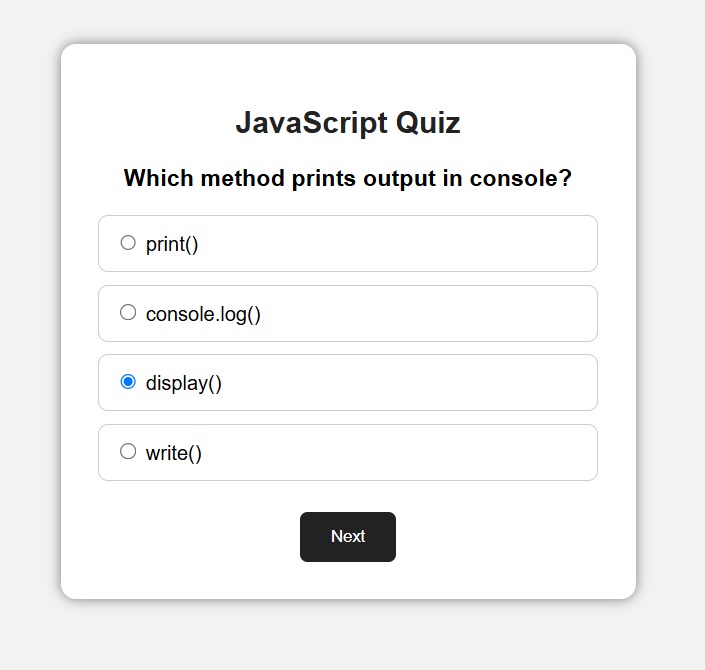 JavaScript Quiz
Which method prints output in console?
print()
console.log()
display()
write()
Next